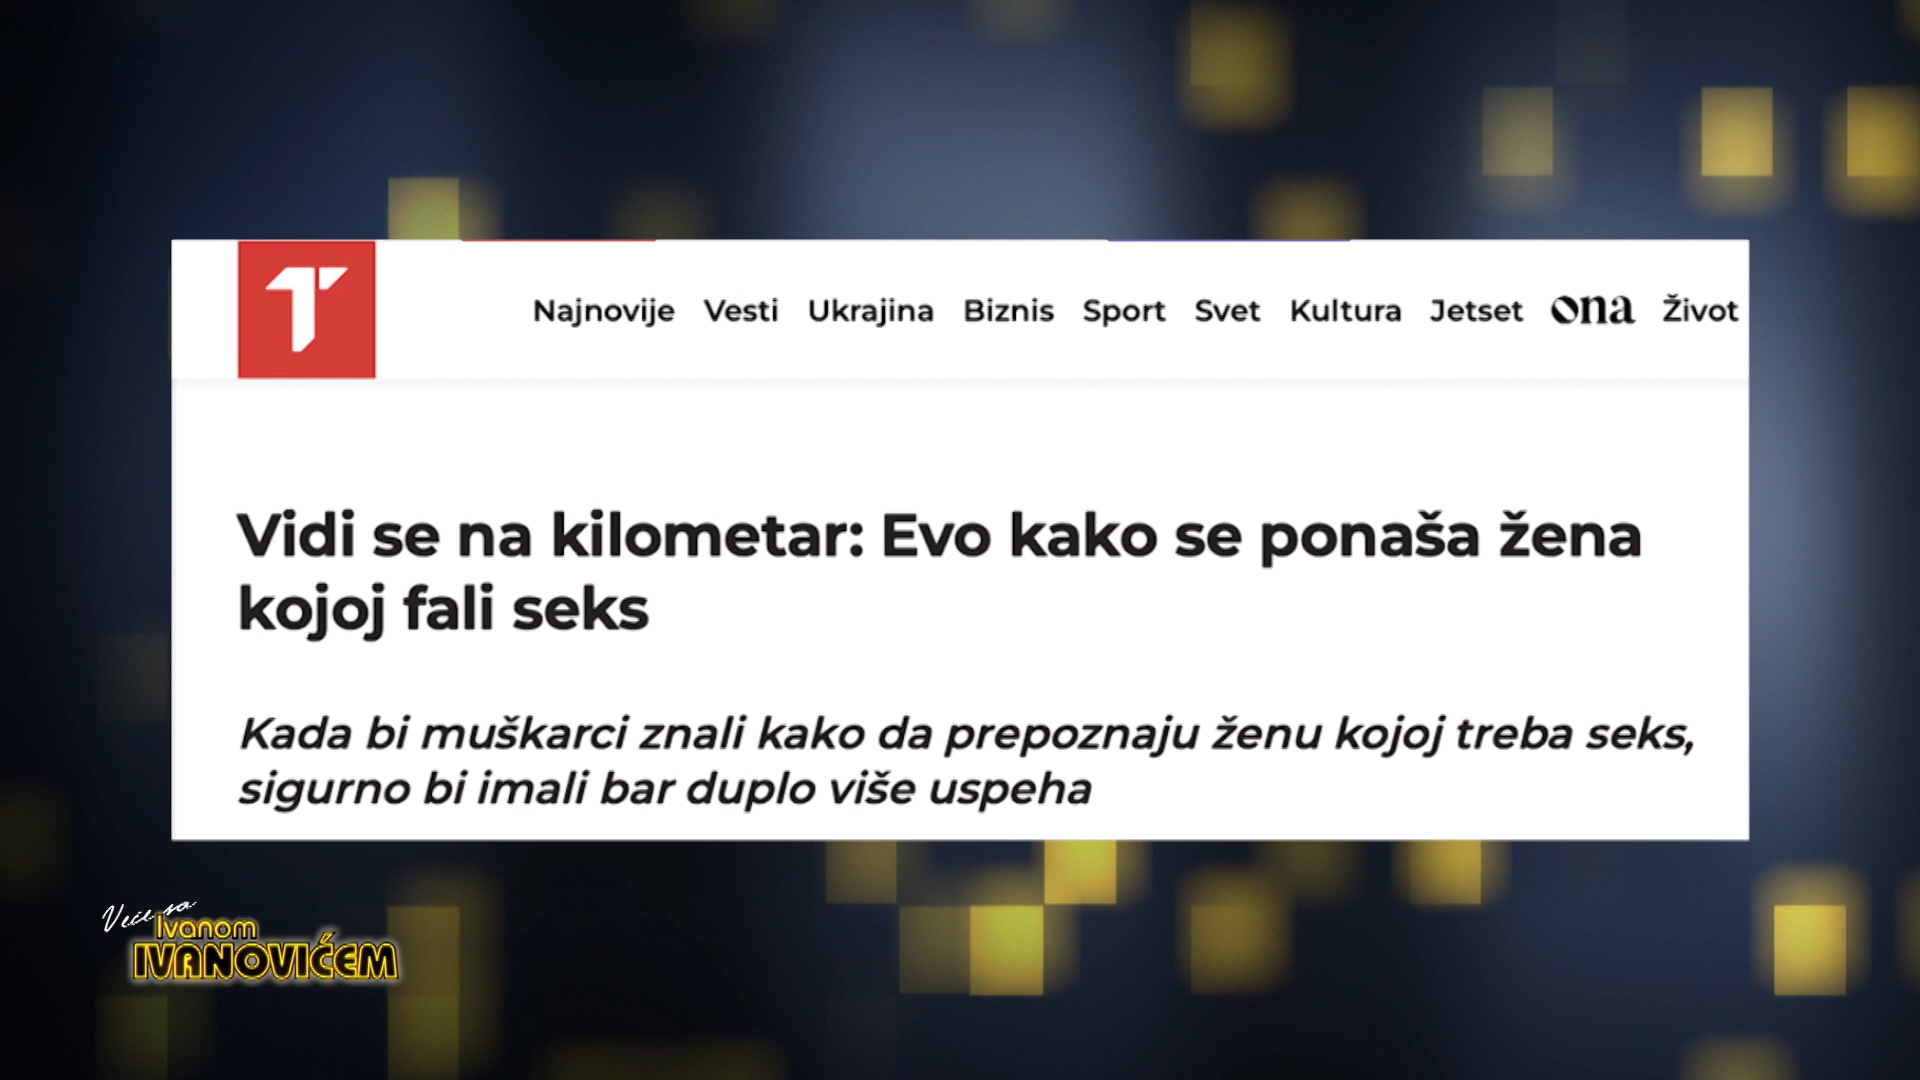 Najnovije Vesti Ukrajina Biznis Sport Svet Kultura Jetset ona Život
Vidi se na kilometar: Evo kako se ponaša žena
kojoj fali seks
Kada bi muškarci znali kako da prepoznaju ženu kojoj treba seks,
sigurno bi imali bar duplo više uspeha
Veče sa
Ivanom
IVANOVIĆEM